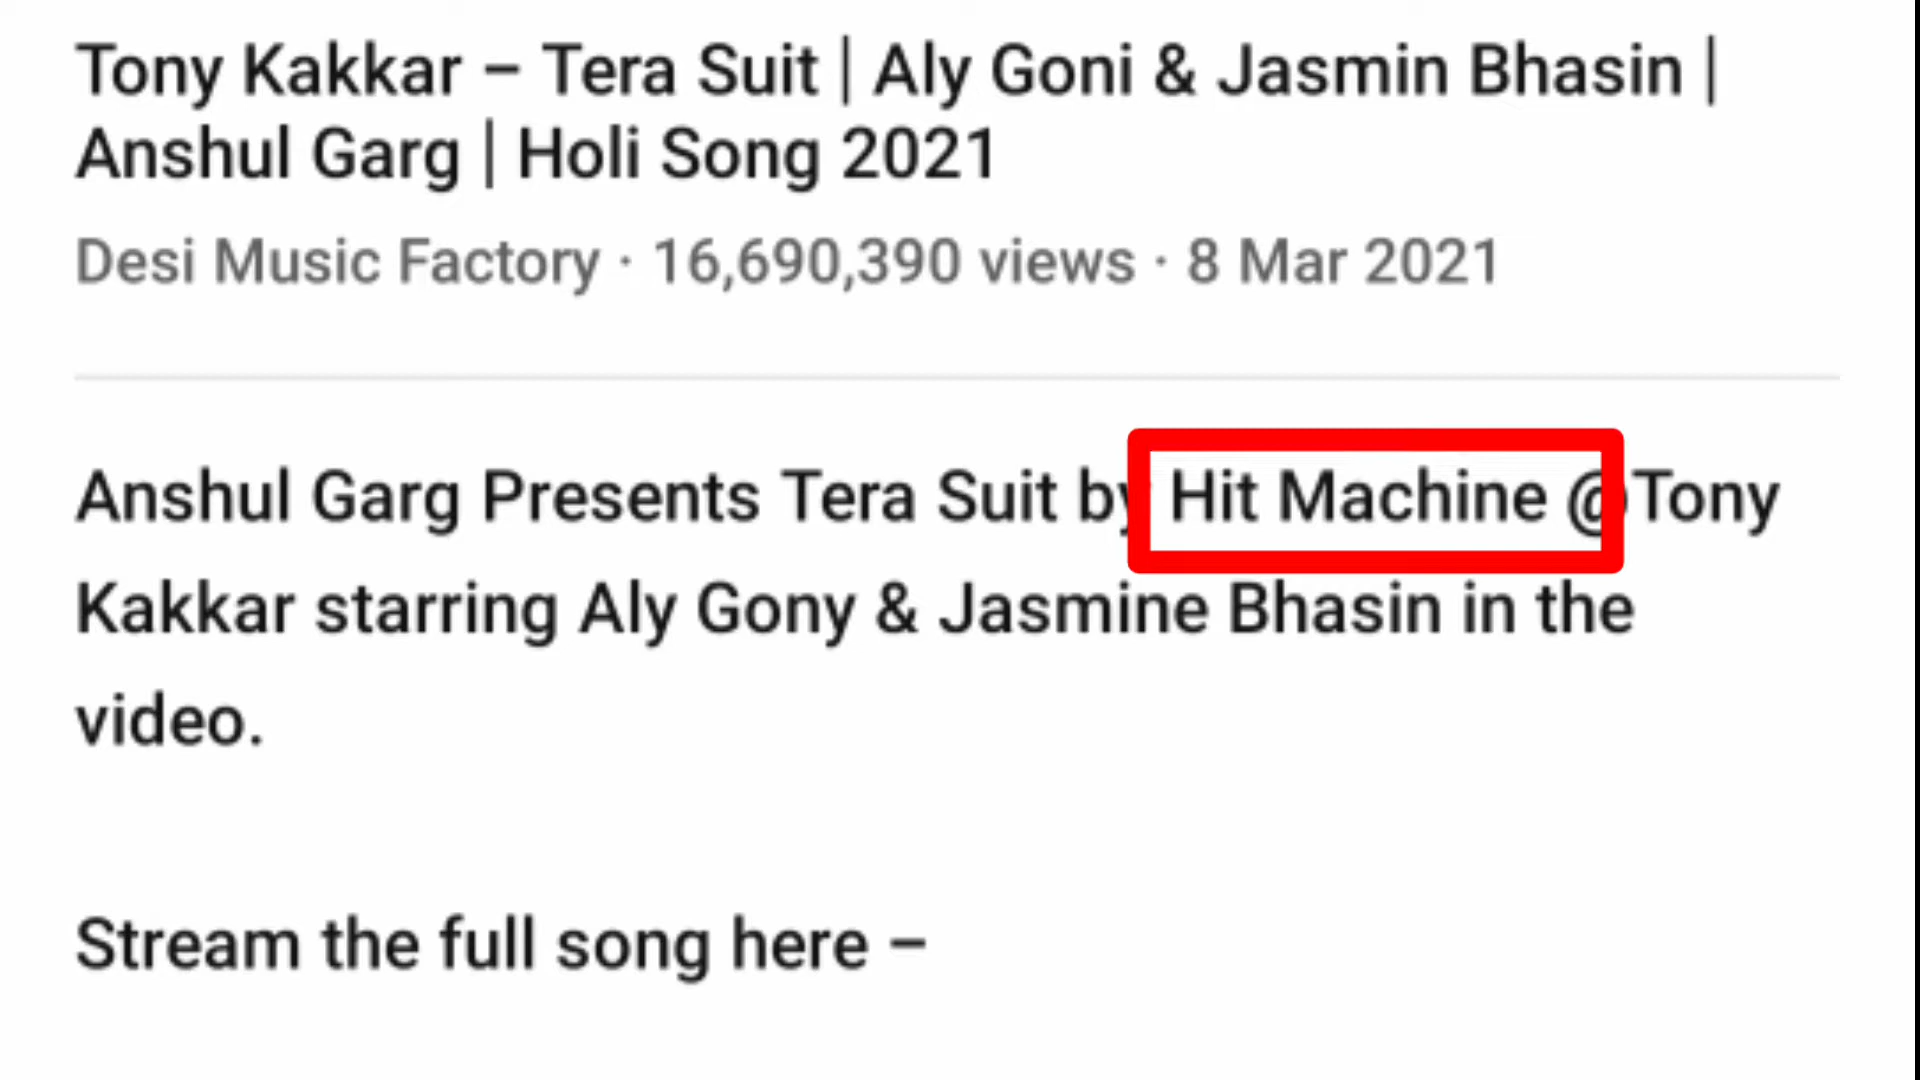 Tony Kakkar – Tera Suit | Aly Goni & Jasmin Bhasin |
Anshul Garg | Holi Song 2021
Desi Music Factory · 16,690,390 views · 8 Mar 2021
Anshul Garg Presents Tera Suit by Hit Machine @Tony
Kakkar starring Aly Gony & Jasmine Bhasin in the
video.
Stream the full song here –